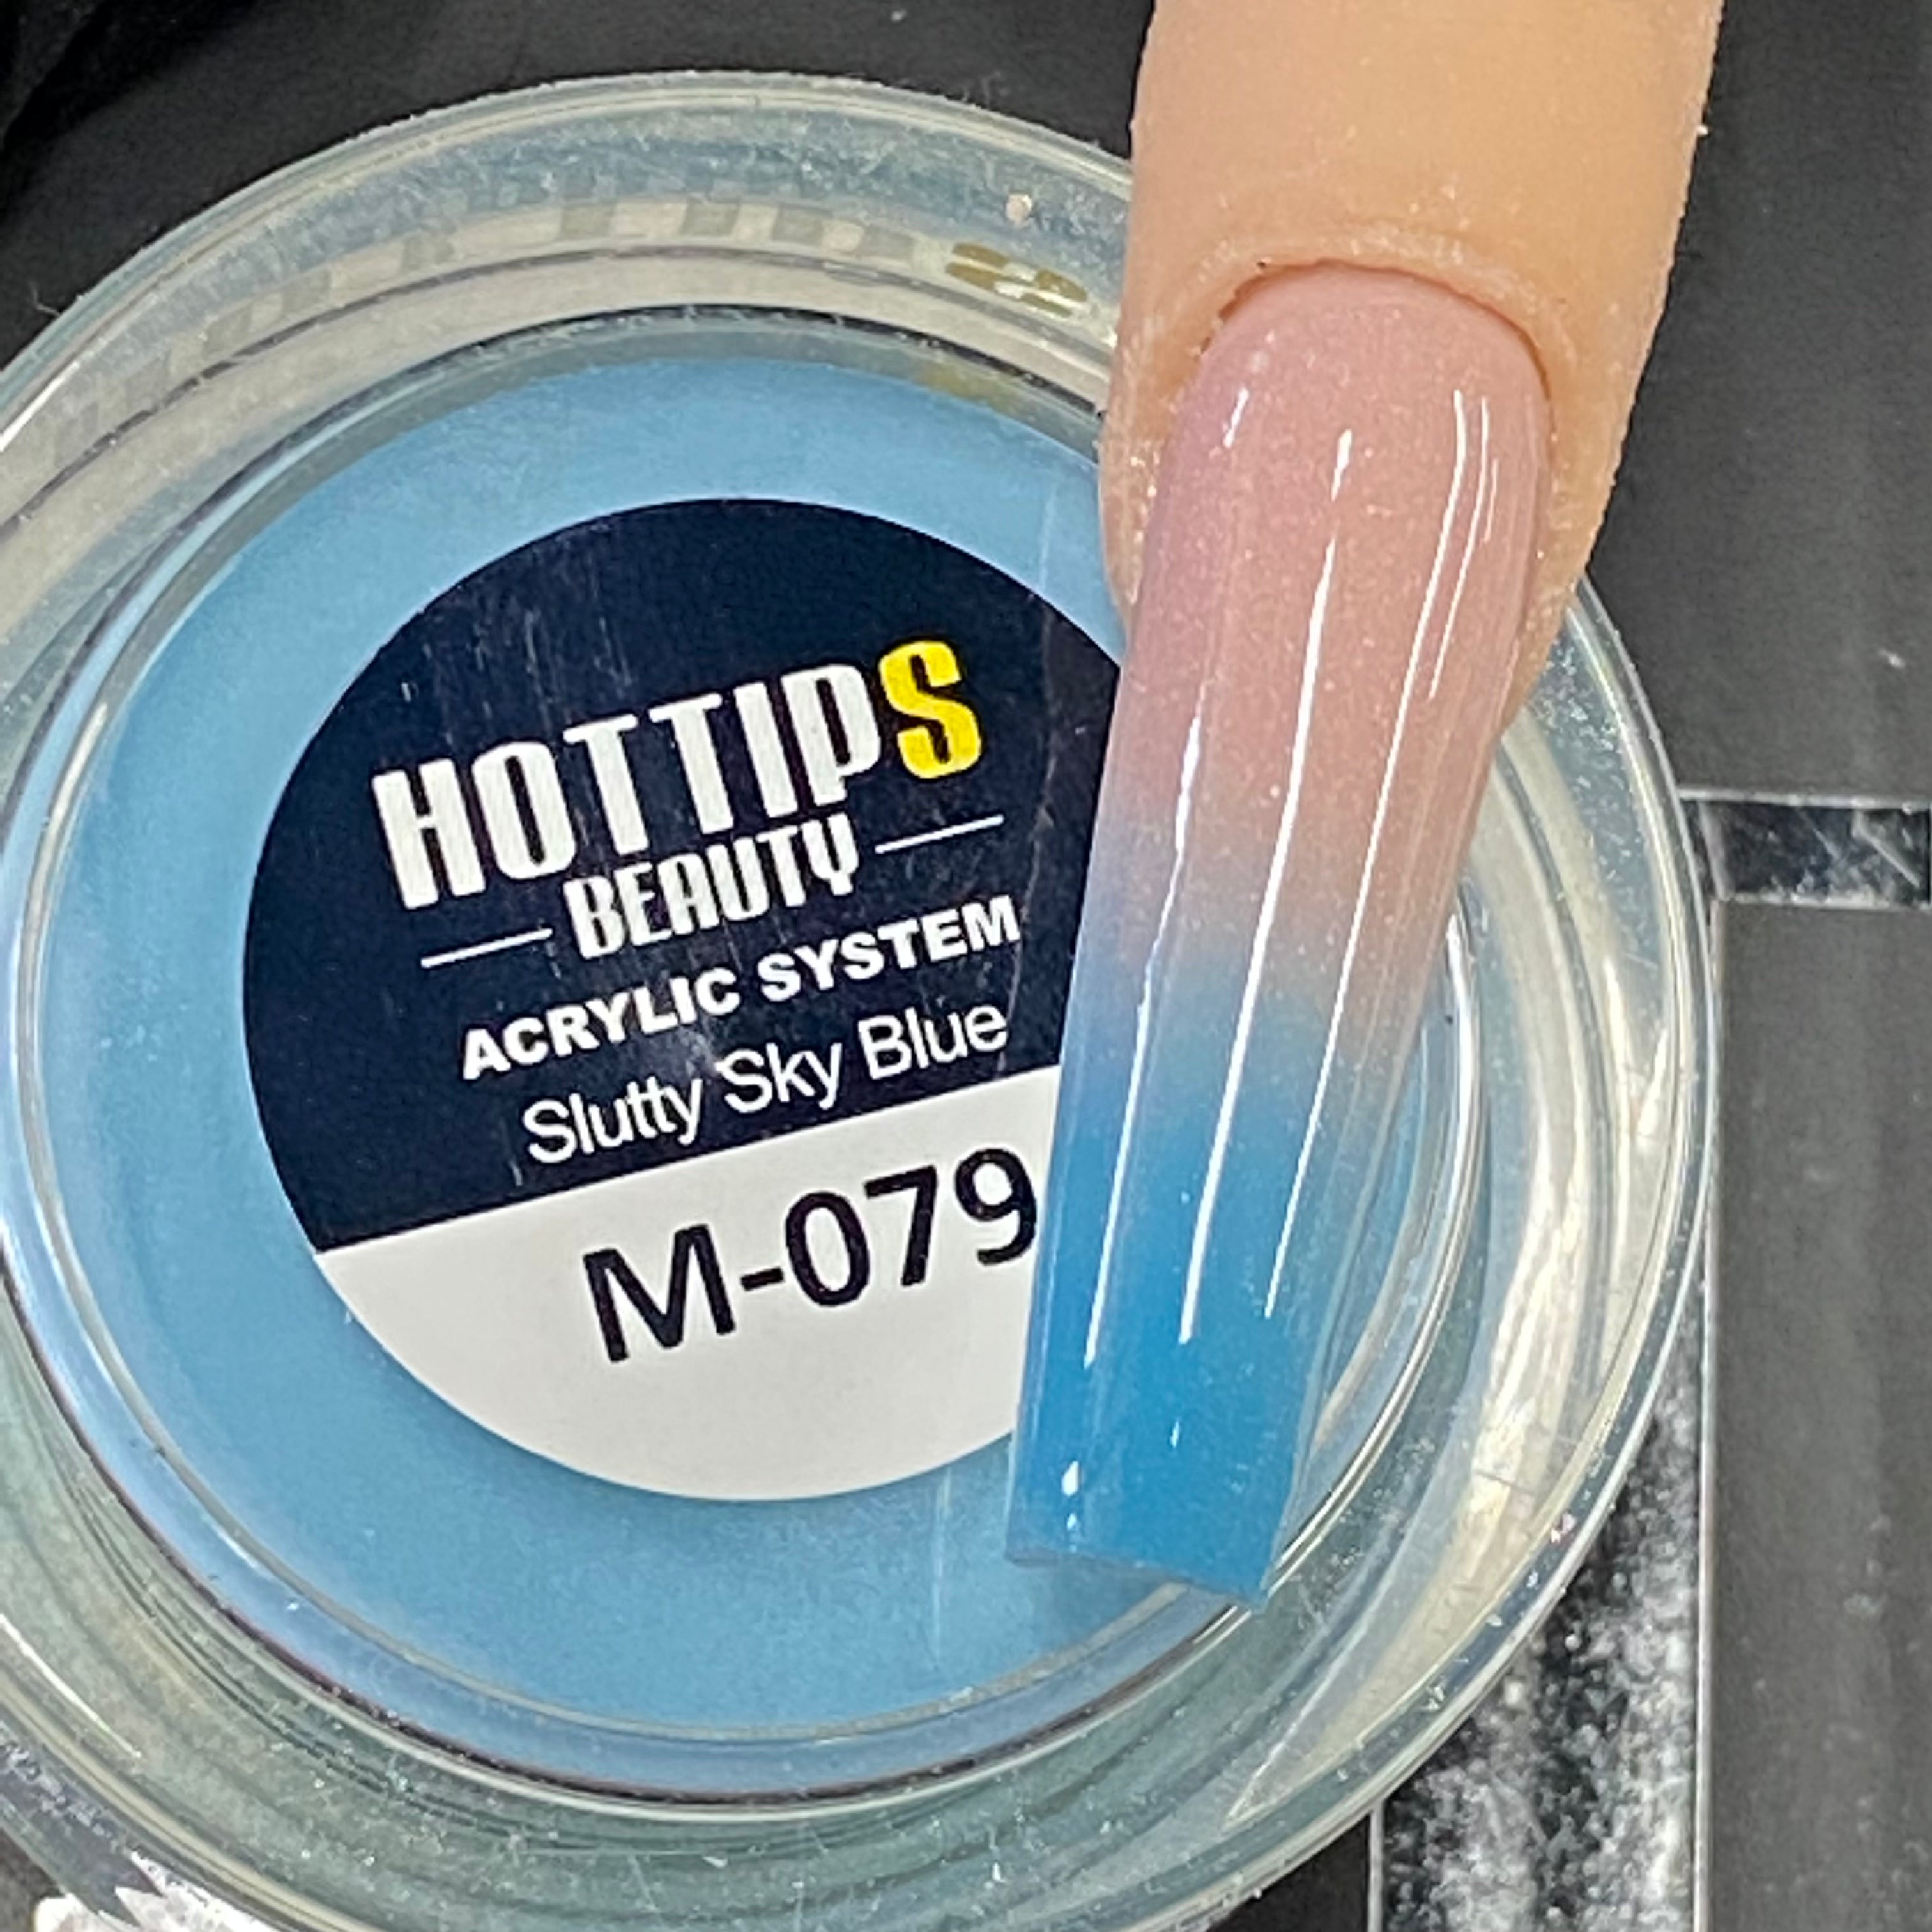 HOTTIPS
BEAUTY
ACRYLIC SYSTEM
Slutty Sky Blue
M-079